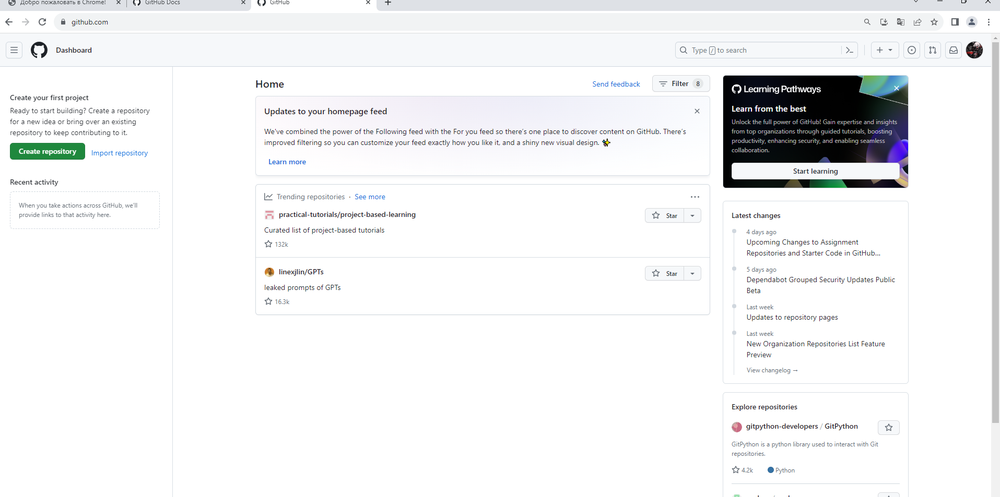 Добро пожаловать в Chrome!
GitHub Docs
GitHub
github.com
Dashboard
Type / to search
Create your first project
Ready to start building? Create a repository
for a new idea or bring over an existing
repository to keep contributing to it.
Create repository
Import repository
Recent activity
When you take actions across GitHub, we'll
provide links to that activity here.
Home
Send feedback
Filter 8
Updates to your homepage feed
We've combined the power of the Following feed with the For you feed so there's one place to discover content on GitHub. There's
improved filtering so you can customize your feed exactly how you like it, and a shiny new visual design. ✨
Learn more
Trending repositories · See more
practical-tutorials/project-based-learning
Star
Curated list of project-based tutorials
132k
linexjlin/GPTs
Star
leaked prompts of GPTs
16.3k
Learning Pathways
Learn from the best
Unlock the full power of GitHub! Gain expertise and insights
from top organizations through guided tutorials, boosting
productivity, enhancing security, and enabling seamless
collaboration.
Start learning
Latest changes
4 days ago
Upcoming Changes to Assignment
Repositories and Starter Code in GitHub...
5 days ago
Dependabot Grouped Security Updates Public
Beta
Last week
Updates to repository pages
Last week
New Organization Repositories List Feature
Preview
View changelog →
Explore repositories
gitpython-developers / GitPython
GitPython is a python library used to interact with Git
repositories.
4.2k
Python